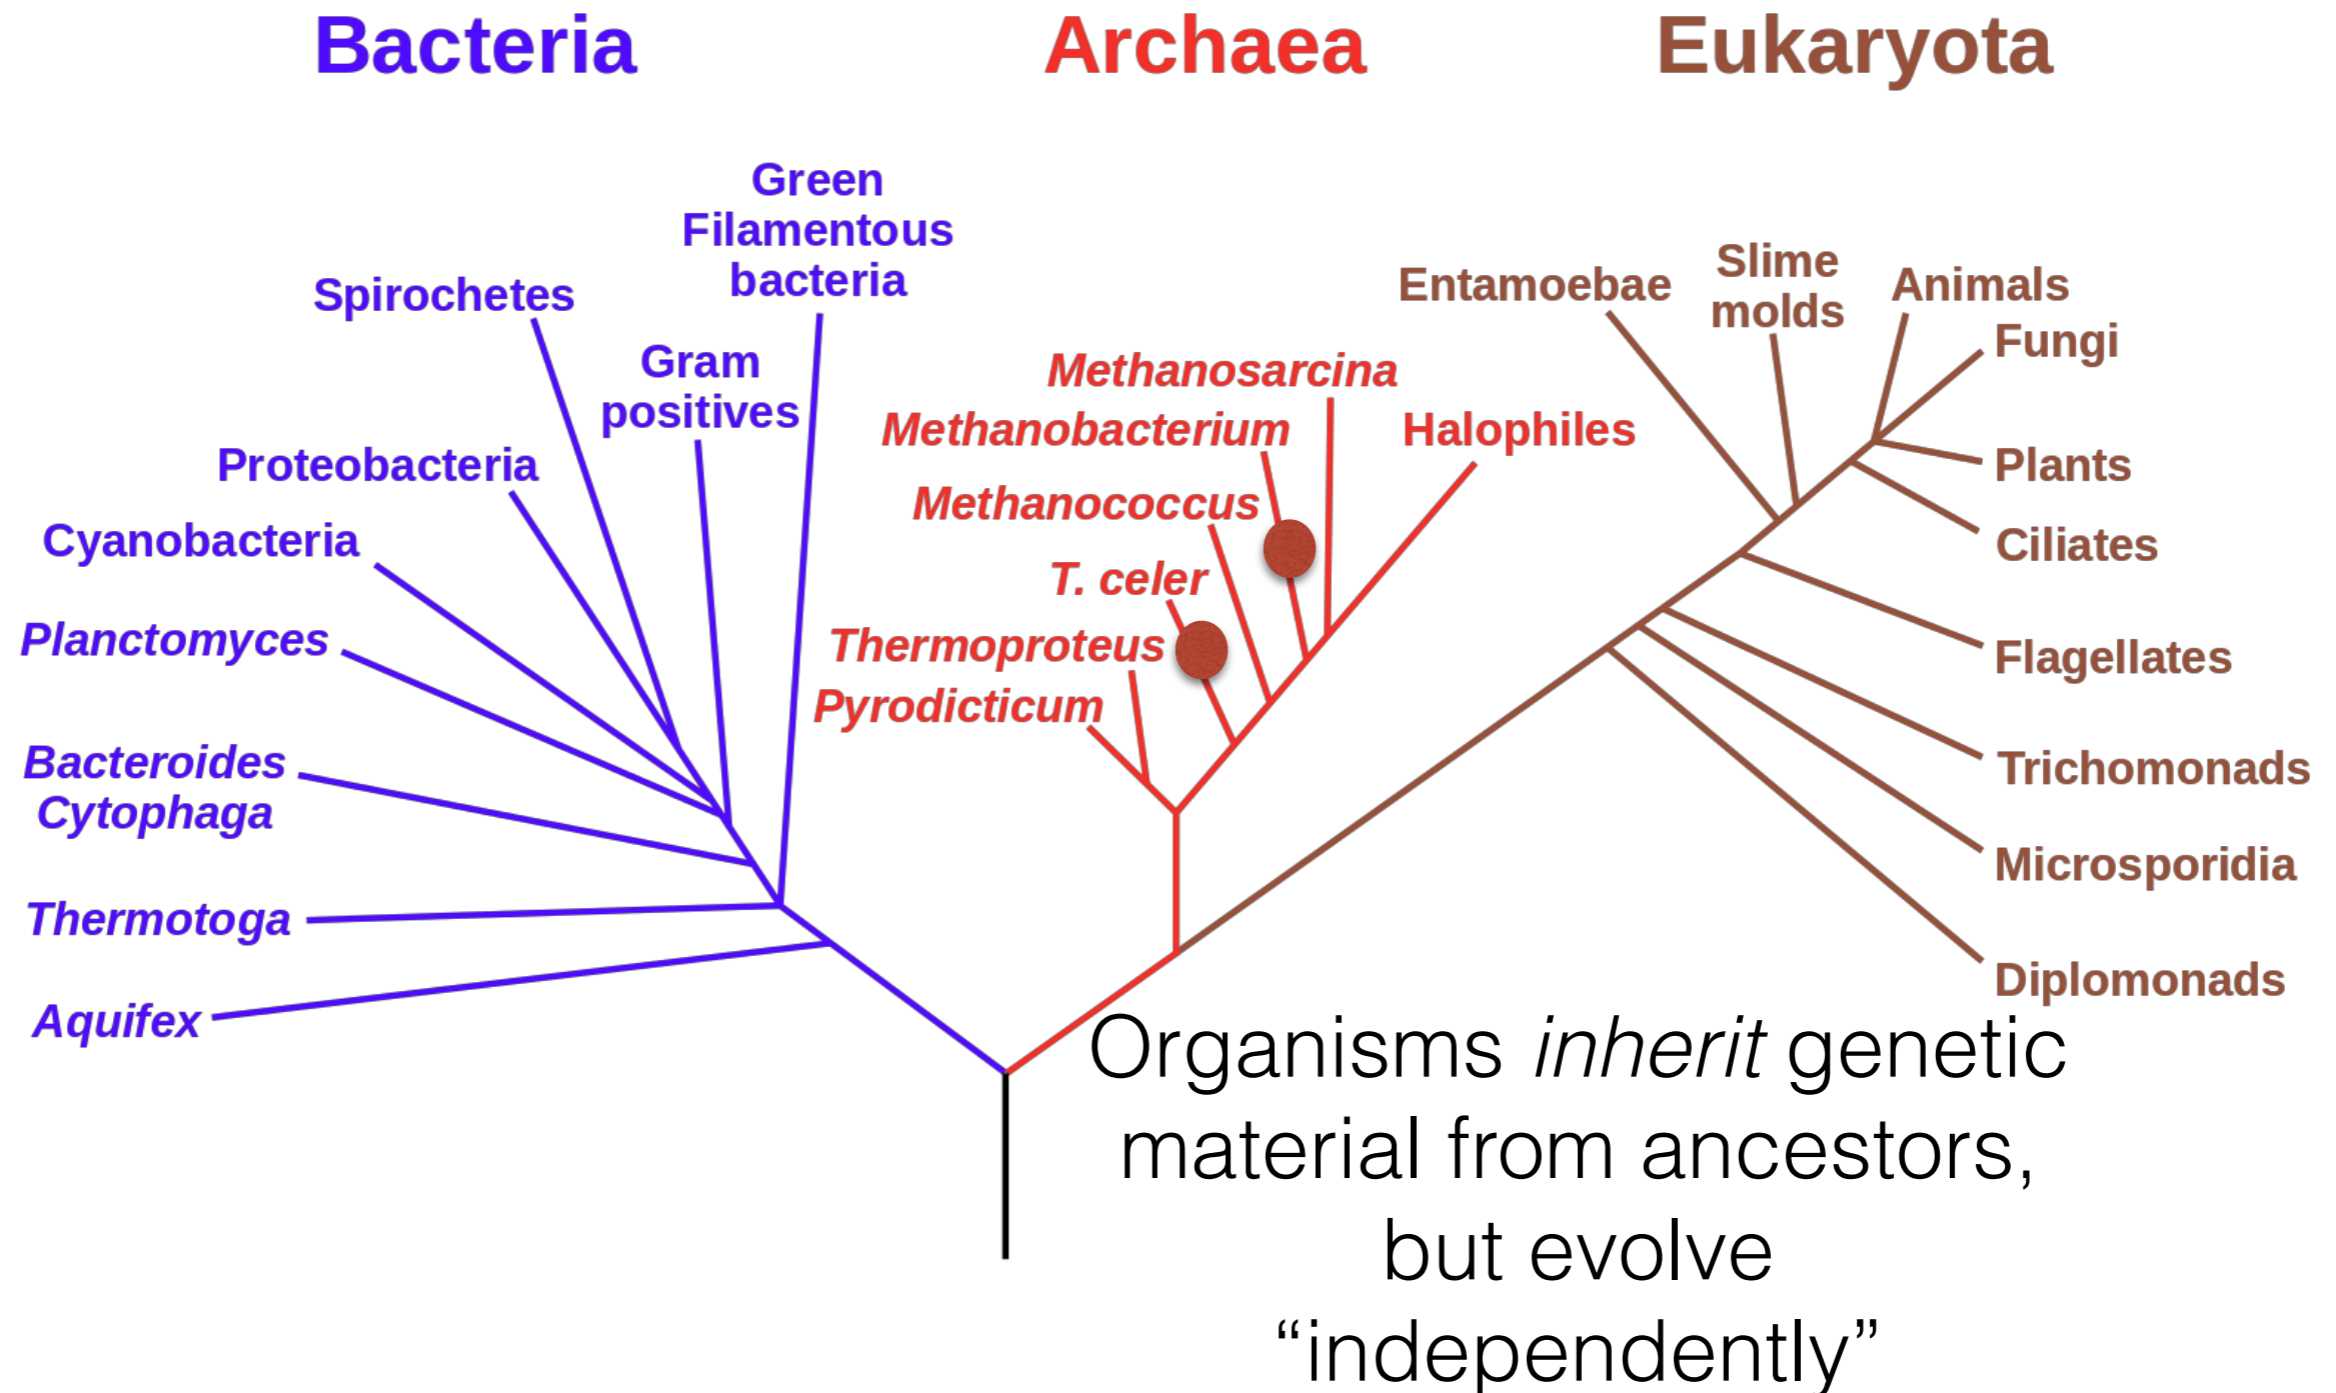 Bacteria
Archaea
Eukaryota
Green
Filamentous
bacteria
Spirochetes
Gram
positives
Proteobacteria
Cyanobacteria
Planctomyces
Bacteroides
Cytophaga
Thermotoga
Aquifex
Methanosarcina
Methanobacterium
Halophiles
Methanococcus
T. celer
Thermoproteus
Pyrodicticum
Entamoebae
Slime
molds
Animals
Fungi
Plants
Ciliates
Flagellates
Trichomonads
Microsporidia
Diplomonads
Organisms inherit genetic
material from ancestors,
but evolve
“independently”